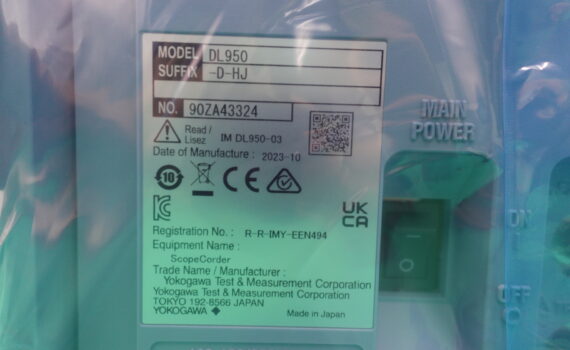 MODEL DL950
SUFFIX -D-HJ
NO. 90ZA43324
Read / Lisez IM DL950-03
Date of Manufacture : 2023-10
10
CE
UK
CA
Registration No. : R-R-IMY-EEN494
Equipment Name :
ScopeCorder
Trade Name / Manufacturer :
Yokogawa Test & Measurement Corporation
Yokogawa Test & Measurement Corporation
TOKYO 192-8566 JAPAN
YOKOGAWA
Made in Japan
MAIN
POWER
ON
OFF